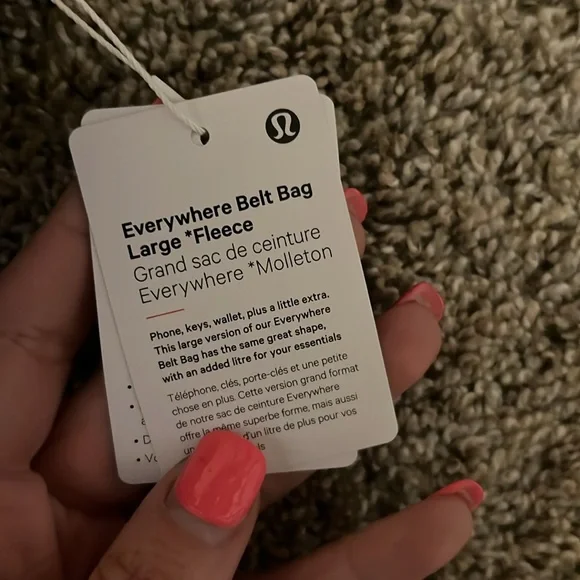 Everywhere Belt Bag
Large *Fleece
Grand sac de ceinture
Everywhere *Molleton
Phone, keys, wallet, plus a little extra.
This large version of our Everywhere
Belt Bag has the same great shape,
with an added litre for your essentials
Téléphone, clés, porte-clés et une petite
chose en plus. Cette version grand format
de notre sac de ceinture Everywhere
offre la même superbe forme, mais aussi
d'un litre de plus pour vos